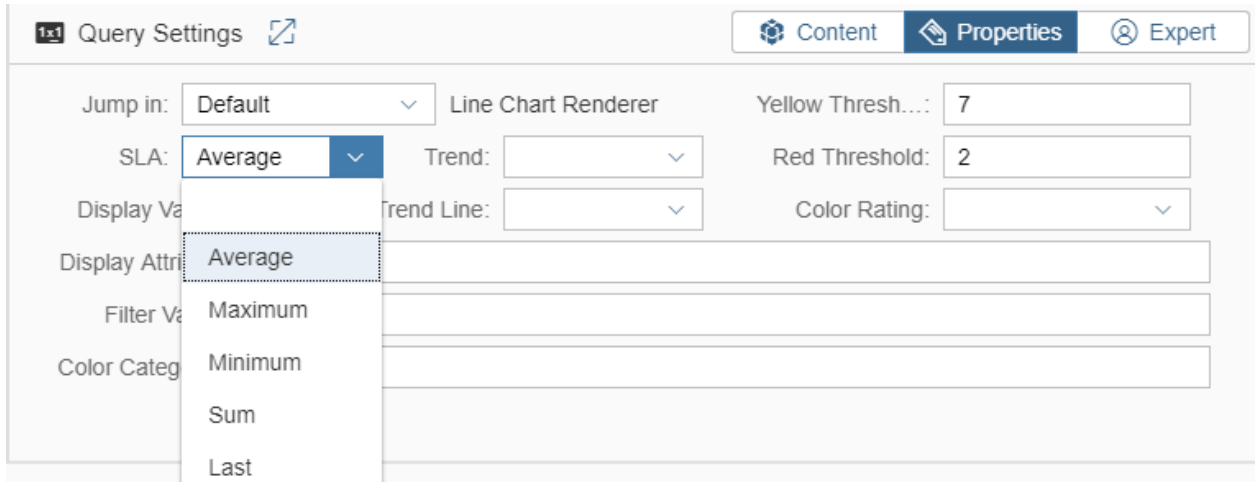 1x1 Query Settings Content Properties Expert
Jump in: Default Line Chart Renderer Yellow Thresh...: 7
SLA: Average Trend: Red Threshold: 2
Display Va Trend Line: Color Rating:
Average
Display Attri
Maximum
Filter Va
Minimum
Color Categ
Sum
Last